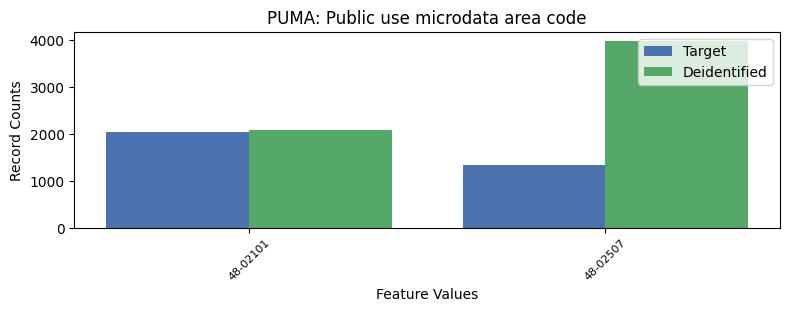 PUMA: Public use microdata area code
Target
Deidentified
Record Counts
4000
3000
2000
1000
0
48-02101
48-02507
Feature Values